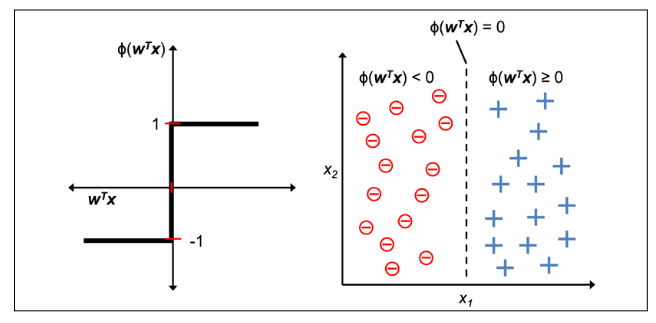 ϕ(wᵀx)
1
wᵀx
-1
ϕ(wᵀx) = 0
ϕ(wᵀx) < 0
ϕ(wᵀx) ≥ 0
x₂
x₁